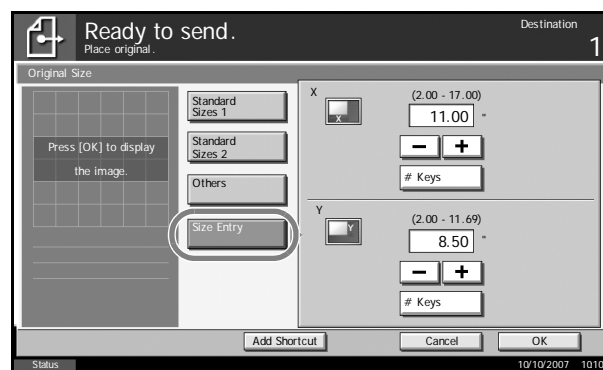 Ready to send.
Destination
Place original.
1
Original Size
Press [OK] to display
the image.
Standard
Sizes 1
Standard
Sizes 2
Others
Size Entry
X
X
(2.00 - 17.00)
11.00 "
– +
# Keys
Y
Y
(2.00 - 11.69)
8.50 "
– +
# Keys
Add Shortcut
Cancel
OK
Status
10/10/2007 1010